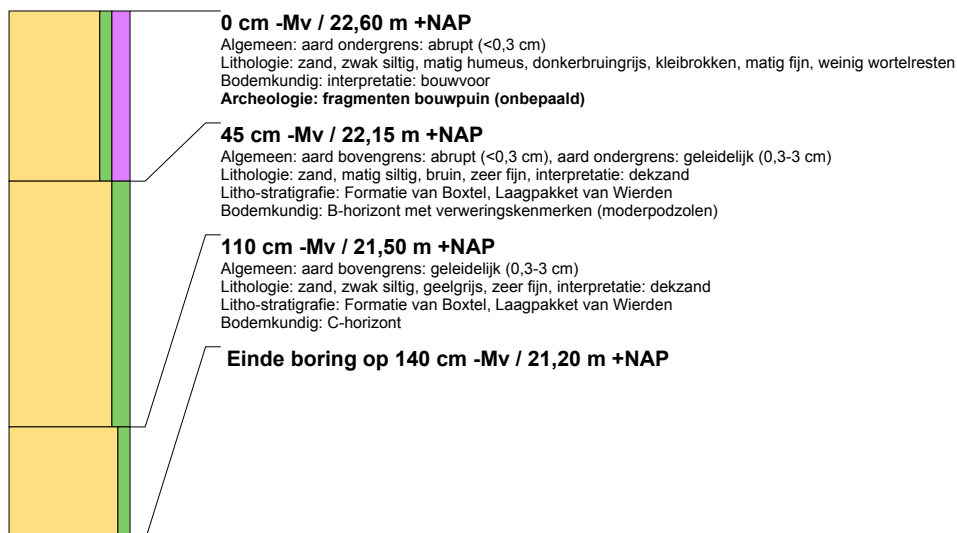 0 cm -Mv / 22,60 m +NAP
Algemeen: aard ondergrens: abrupt (<0,3 cm)
Lithologie: zand, zwak siltig, matig humeus, donkerbruingrijs, kleibrokken, matig fijn, weinig wortelresten
Bodemkundig: interpretatie: bouwvoor
Archeologie: fragmenten bouwpuin (onbepaald)
45 cm -Mv / 22,15 m +NAP
Algemeen: aard bovengrens: abrupt (<0,3 cm), aard ondergrens: geleidelijk (0,3-3 cm)
Lithologie: zand, matig siltig, bruin, zeer fijn, interpretatie: dekzand
Litho-stratigrafie: Formatie van Boxtel, Laagpakket van Wierden
Bodemkundig: B-horizont met verweringskenmerken (moderpodzolen)
110 cm -Mv / 21,50 m +NAP
Algemeen: aard bovengrens: geleidelijk (0,3-3 cm)
Lithologie: zand, zwak siltig, geelgrijs, zeer fijn, interpretatie: dekzand
Litho-stratigrafie: Formatie van Boxtel, Laagpakket van Wierden
Bodemkundig: C-horizont
Einde boring op 140 cm -Mv / 21,20 m +NAP